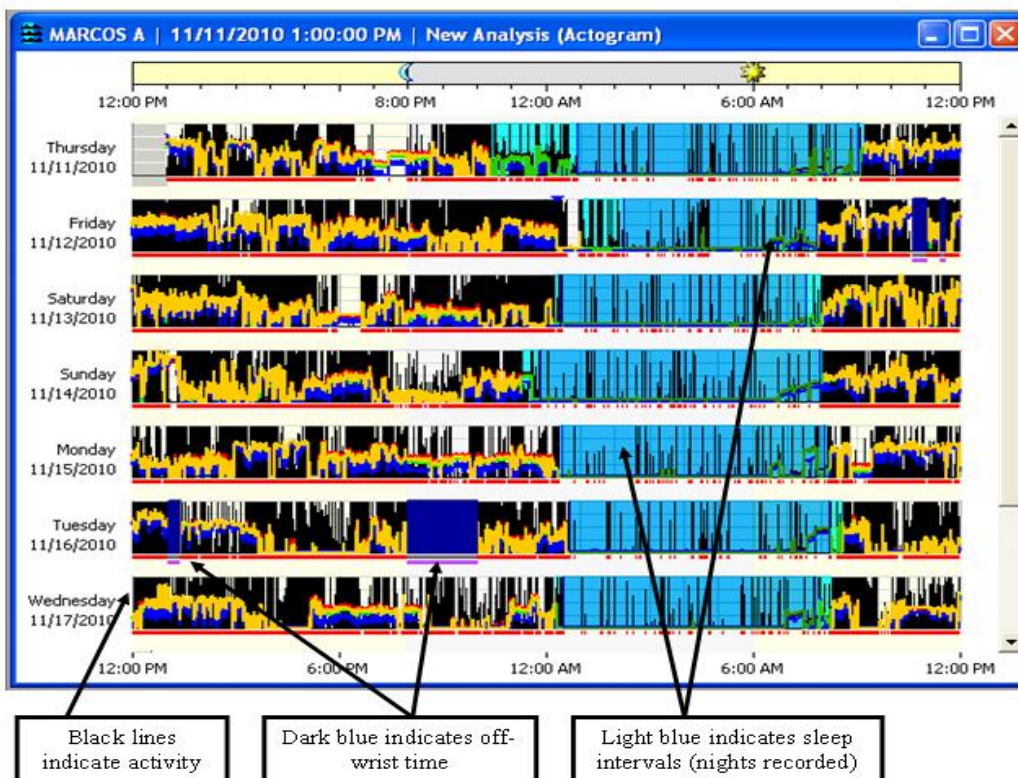 MARCOS A | 11/11/2010 1:00:00 PM | New Analysis (Actogram)
12:00 PM 8:00 PM 12:00 AM 6:00 AM 12:00 PM
Thursday
11/11/2010
Friday
11/12/2010
Saturday
11/13/2010
Sunday
11/14/2010
Monday
11/15/2010
Tuesday
11/16/2010
Wednesday
11/17/2010
12:00 PM 6:00 PM 12:00 AM 6:00 AM 12:00 PM
Black lines
indicate activity
Dark blue indicates off-
wrist time
Light blue indicates sleep
intervals (nights recorded)